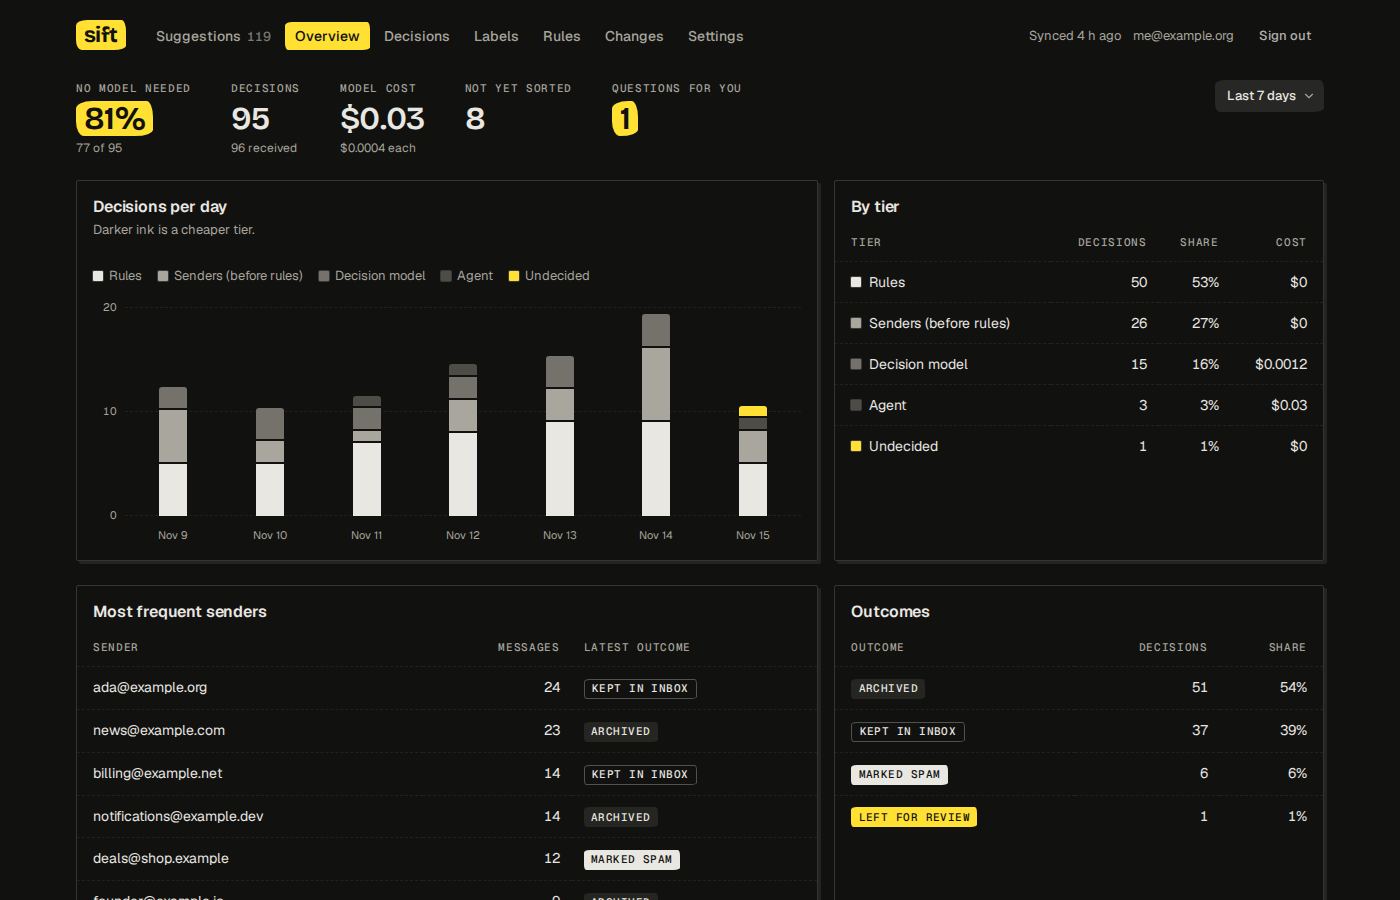 sift
Suggestions 119 Overview Decisions Labels Rules Changes Settings
Synced 4 h ago me@example.org Sign out
NO MODEL NEEDED
81%
77 of 95
DECISIONS
95
96 received
MODEL COST
$0.03
$0.0004 each
NOT YET SORTED
8
QUESTIONS FOR YOU
1
Last 7 days
Decisions per day
Darker ink is a cheaper tier.
Rules Senders (before rules) Decision model Agent Undecided
20
10
0
Nov 9 Nov 10 Nov 11 Nov 12 Nov 13 Nov 14 Nov 15
By tier
TIER DECISIONS SHARE COST
Rules 50 53% $0
Senders (before rules) 26 27% $0
Decision model 15 16% $0.0012
Agent 3 3% $0.03
Undecided 1 1% $0
Most frequent senders
SENDER MESSAGES LATEST OUTCOME
ada@example.org 24 KEPT IN INBOX
news@example.com 23 ARCHIVED
billing@example.net 14 KEPT IN INBOX
notifications@example.dev 14 ARCHIVED
deals@shop.example 12 MARKED SPAM
Outcomes
OUTCOME DECISIONS SHARE
ARCHIVED 51 54%
KEPT IN INBOX 37 39%
MARKED SPAM 6 6%
LEFT FOR REVIEW 1 1%